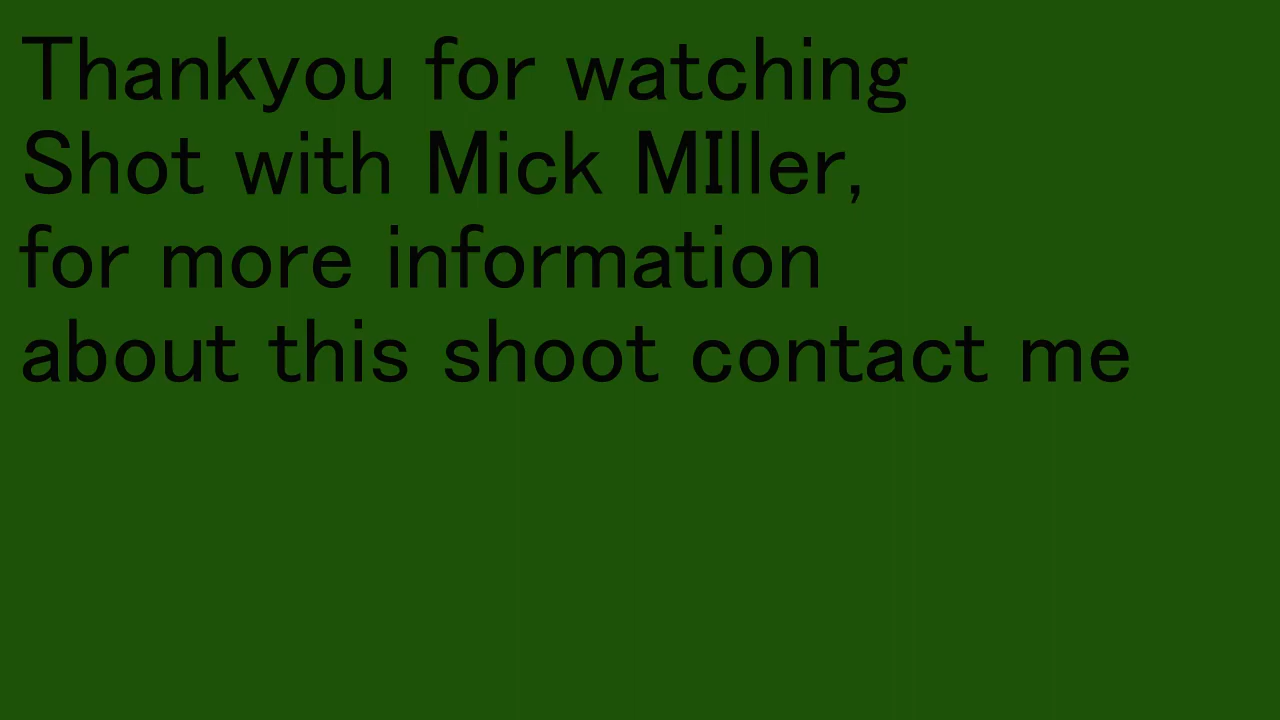 Thankyou for watching
Shot with Mick MIller,
for more information
about this shoot contact me